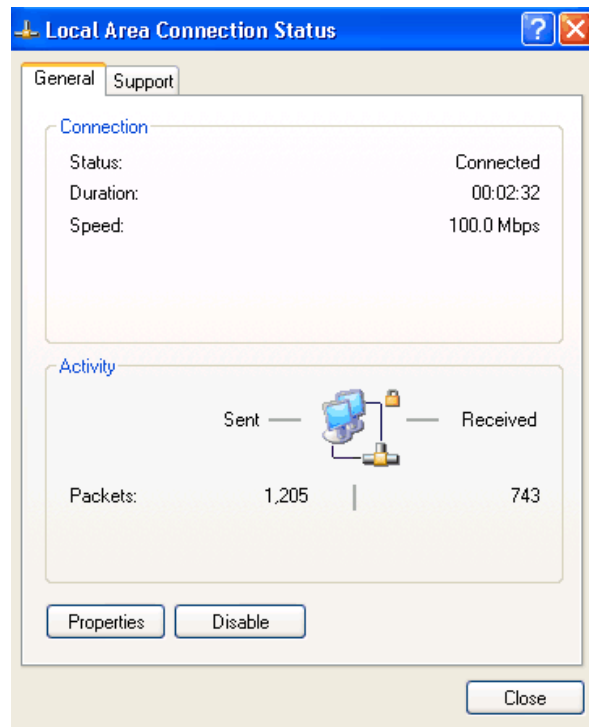 Local Area Connection Status
General Support
Connection
Status: Connected
Duration: 00:02:32
Speed: 100.0 Mbps
Activity
Sent — — Received
Packets: 1,205 | 743
Properties Disable
Close